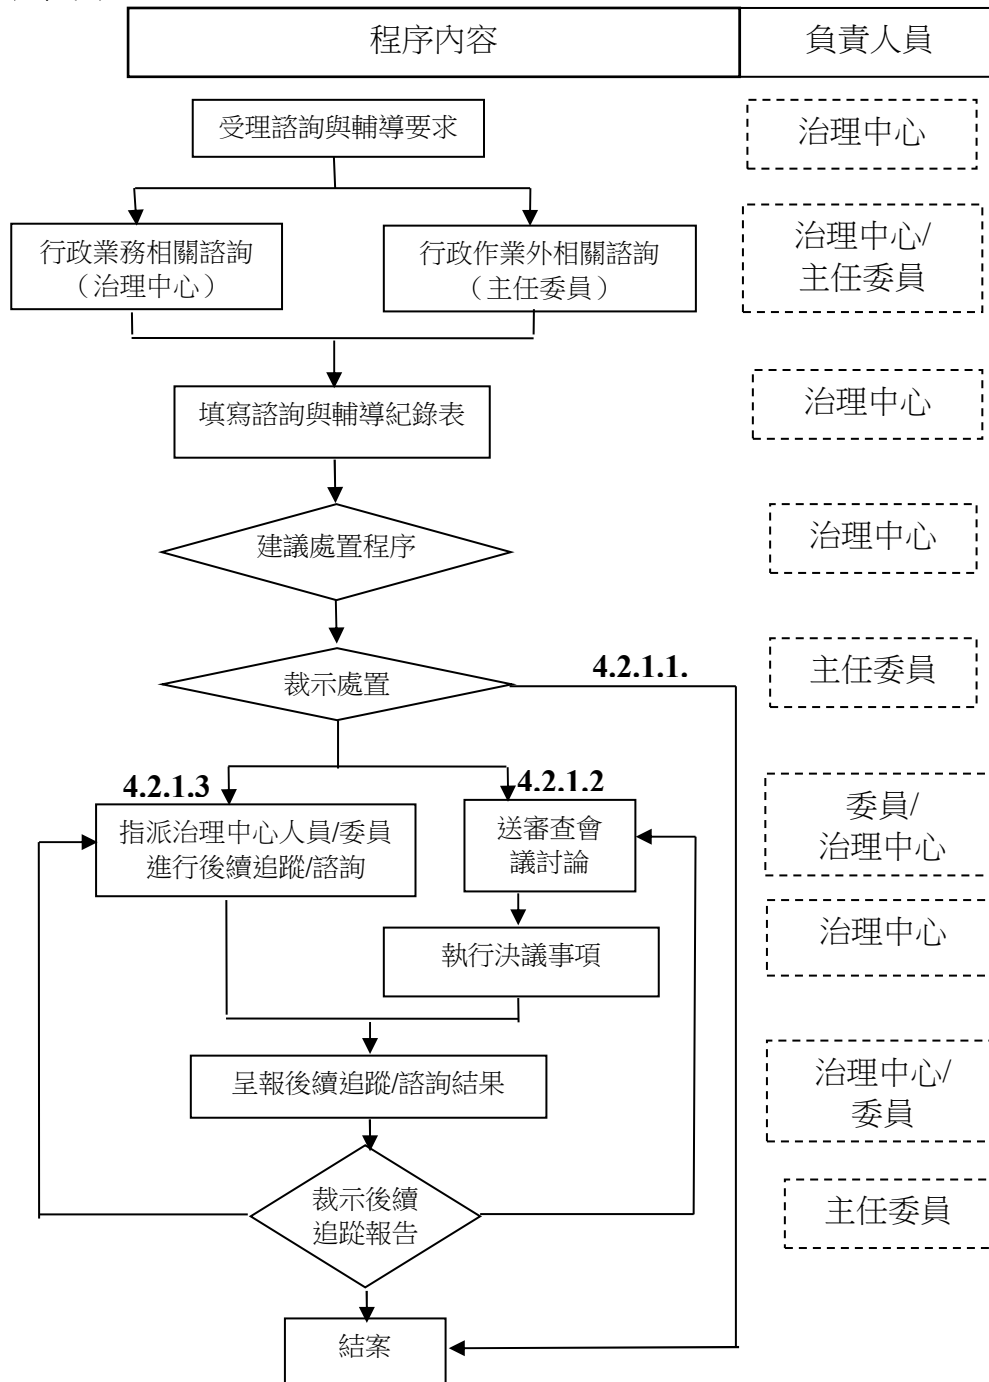 程序內容
負責人員
受理諮詢與輔導要求
治理中心
行政業務相關諮詢
（治理中心）
行政作業外相關諮詢
（主任委員）
治理中心/
主任委員
填寫諮詢與輔導紀錄表
治理中心
建議處置程序
治理中心
裁示處置
4.2.1.1.
主任委員
4.2.1.3
4.2.1.2
指派治理中心人員/委員
進行後續追蹤/諮詢
送審查會
議討論
委員/
治理中心
執行決議事項
治理中心
呈報後續追蹤/諮詢結果
治理中心/
委員
裁示後續
追蹤報告
主任委員
結案